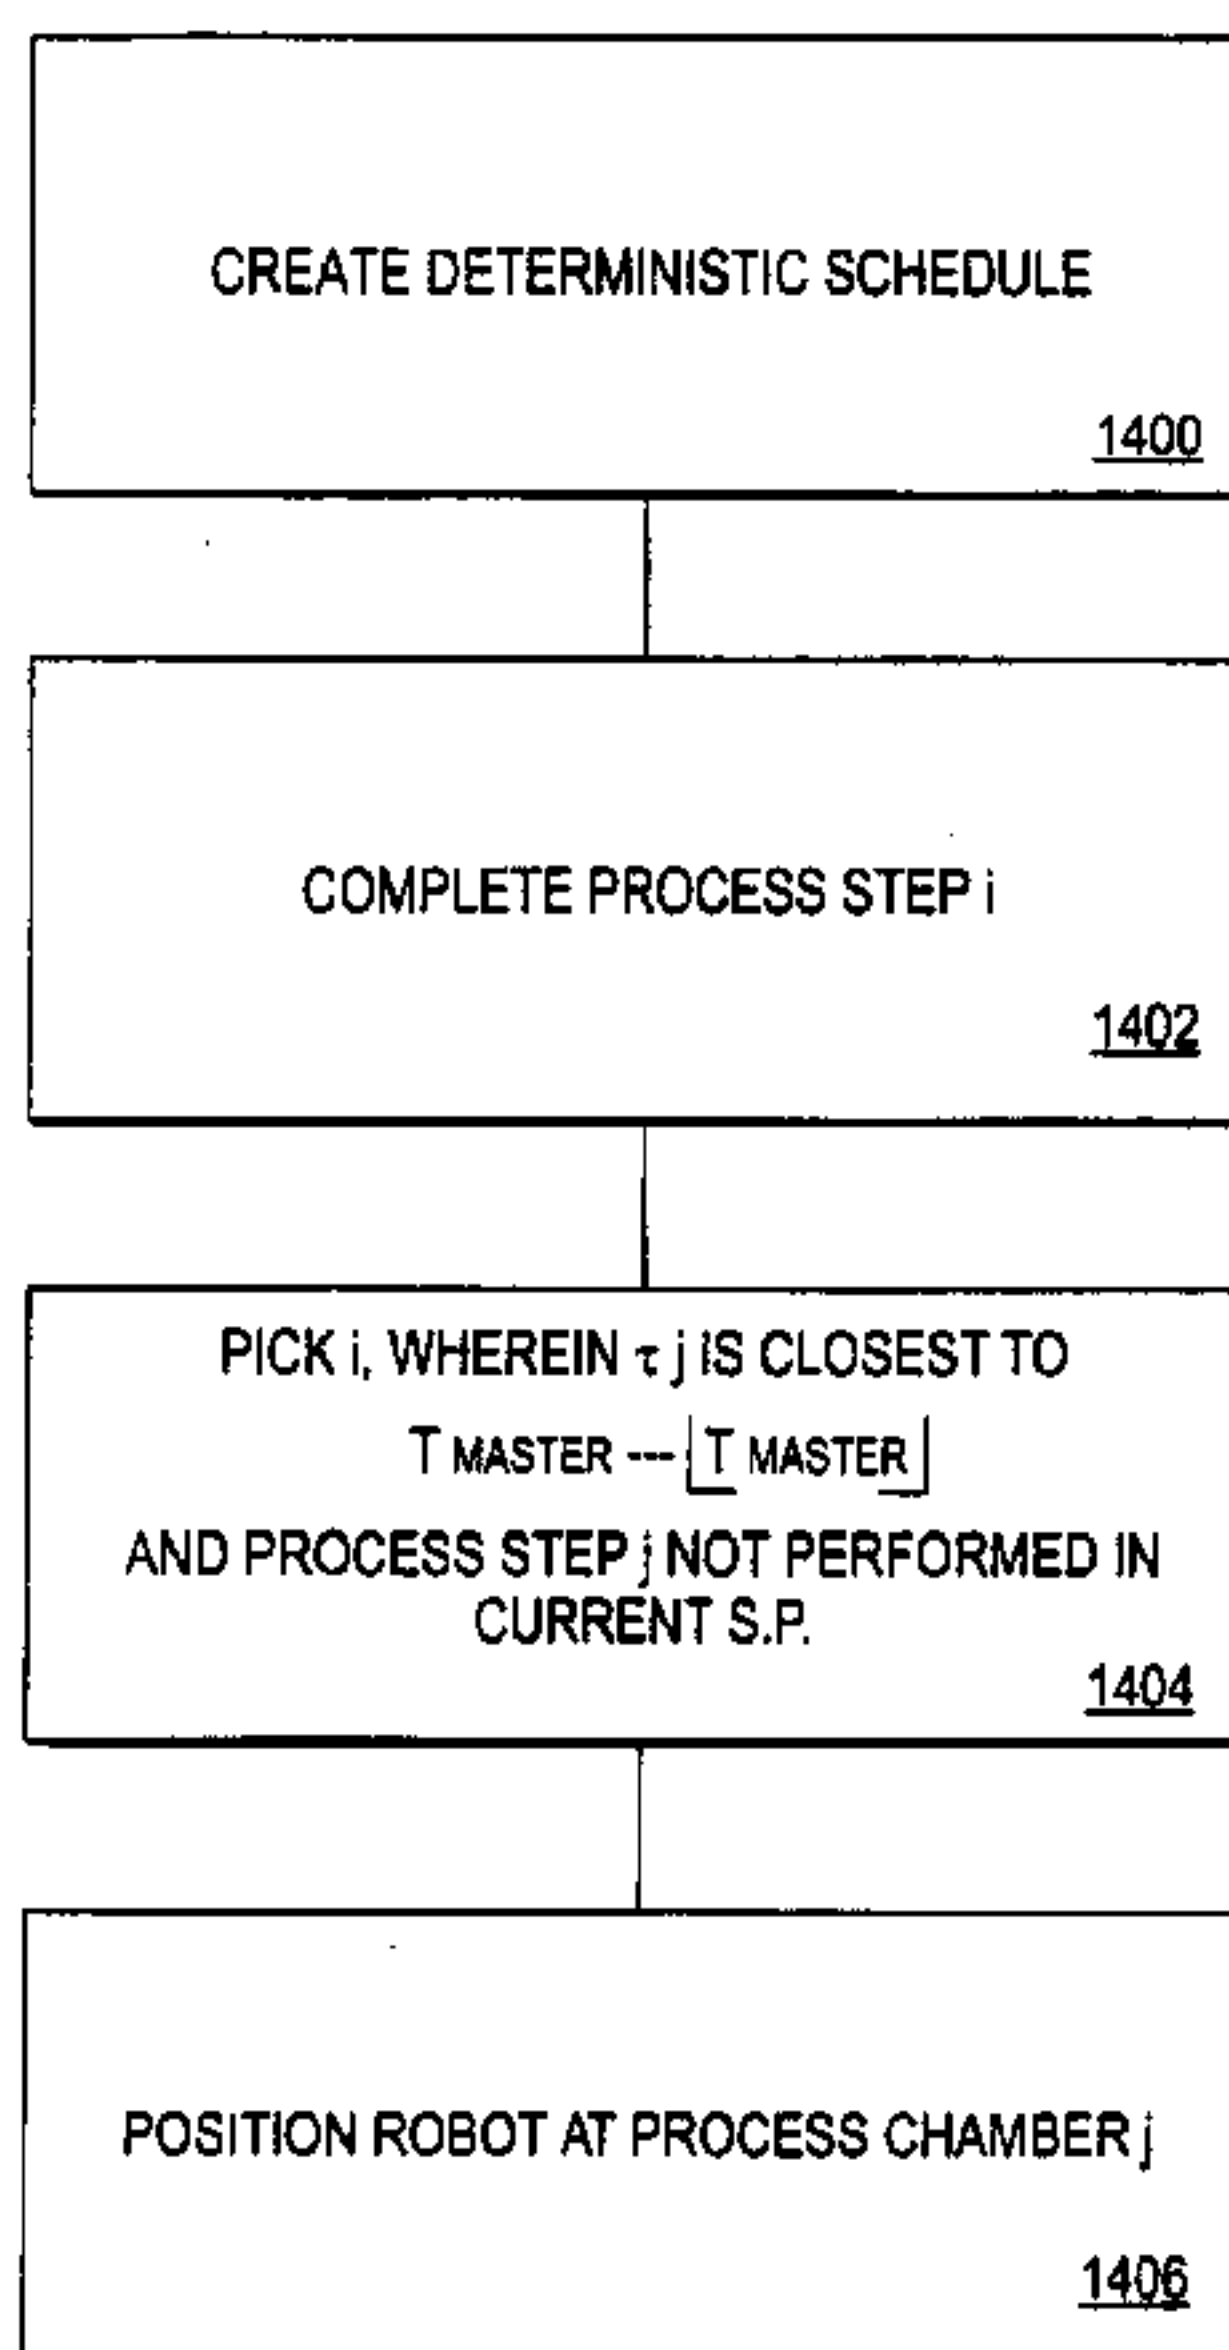 CREATE DETERMINISTIC SCHEDULE
1400
COMPLETE PROCESS STEP i
1402
PICK i, WHEREIN τ j IS CLOSEST TO
T MASTER --- ⌊T MASTER⌋
AND PROCESS STEP j NOT PERFORMED IN
CURRENT S.P.
1404
POSITION ROBOT AT PROCESS CHAMBER j
1406